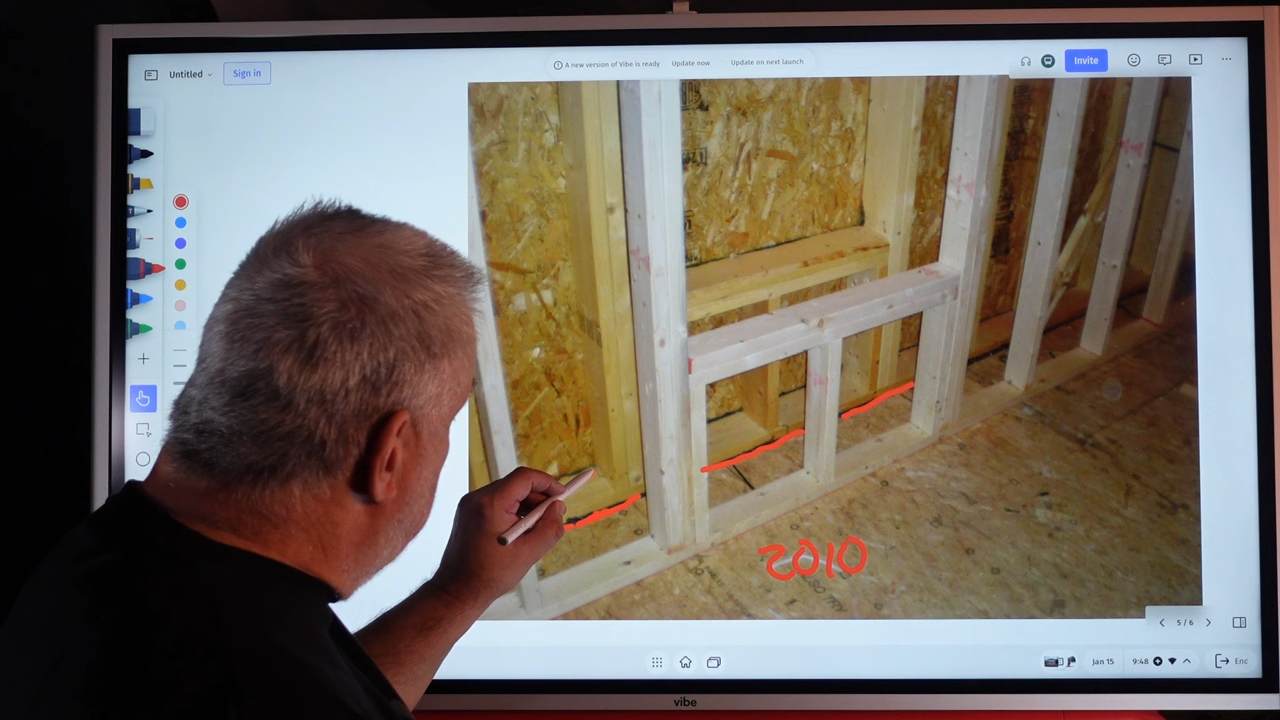 Untitled
Sign in
A new version of Vibe is ready
Update now
Update on next launch
Invite
2010
5 / 6
Jan 15
9:48
Enc
vibe